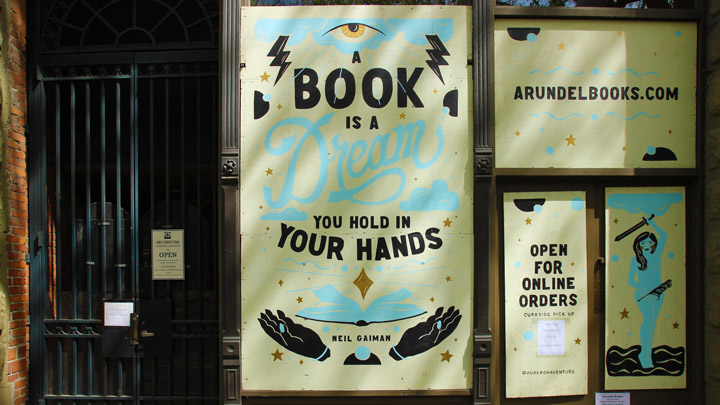 A
BOOK
IS A
Dream
YOU HOLD IN
YOUR HANDS
NEIL GAIMAN
ARUNDELBOOKS.COM
OPEN
FOR
ONLINE
ORDERS
CURBSIDE PICK UP
OPEN